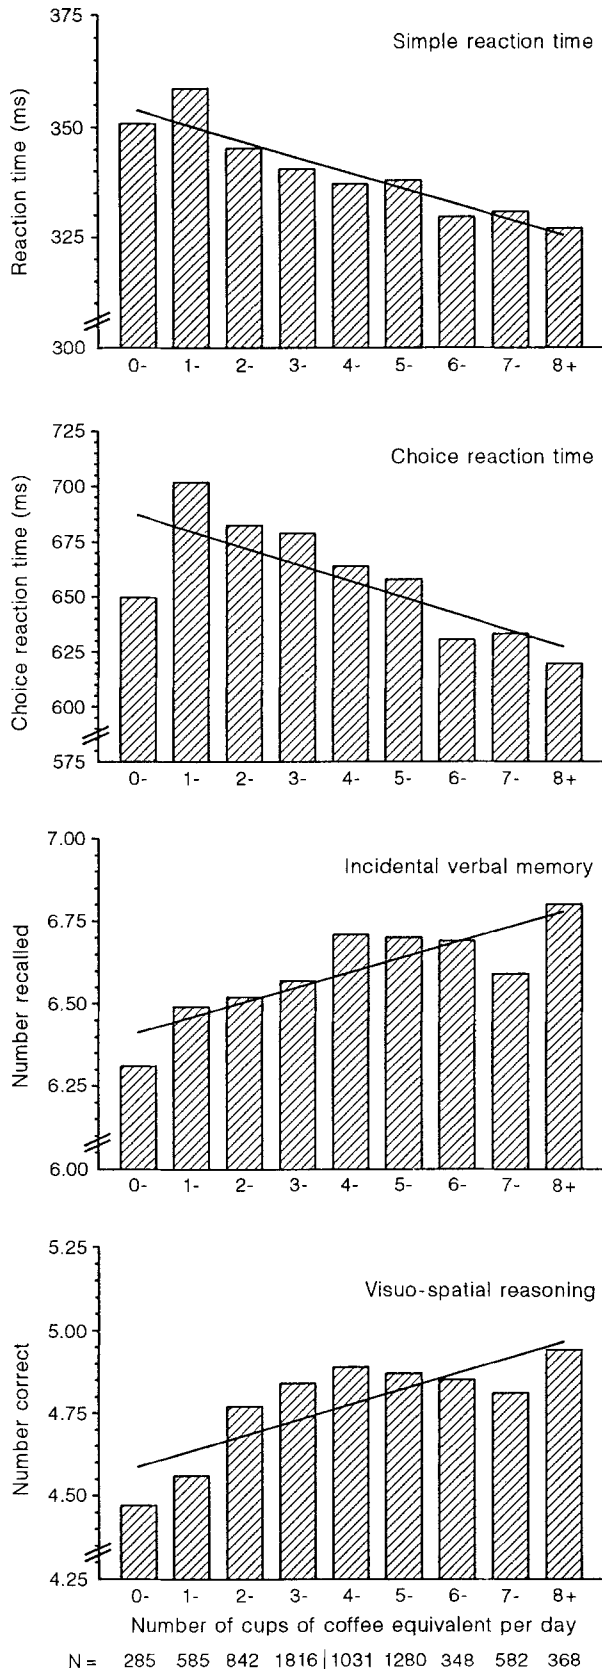 375
Simple reaction time
350
325
300
Reaction time (ms)
0- 1- 2- 3- 4- 5- 6- 7- 8+
725
Choice reaction time
700
675
650
625
600
575
Choice reaction time (ms)
0- 1- 2- 3- 4- 5- 6- 7- 8+
7.00
Incidental verbal memory
6.75
6.50
6.25
6.00
Number recalled
0- 1- 2- 3- 4- 5- 6- 7- 8+
5.25
Visuo-spatial reasoning
5.00
4.75
4.50
4.25
Number correct
0- 1- 2- 3- 4- 5- 6- 7- 8+
Number of cups of coffee equivalent per day
N = 285 585 842 1816 1031 1280 348 582 368